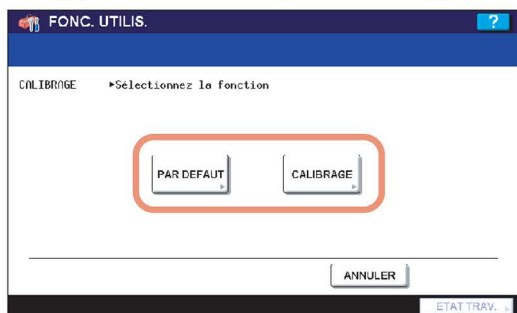 FONC. UTILIS.
?
CALIBRAGE ▶Sélectionnez la fonction
PAR DEFAUT
CALIBRAGE
ANNULER
ETAT TRAV.